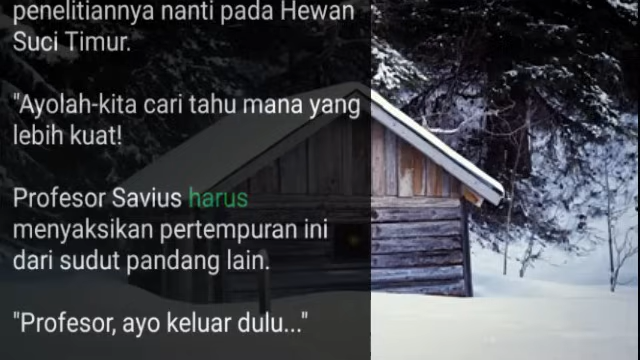 penelitiannya nanti pada Hewan
Suci Timur.
"Ayolah-kita cari tahu mana yang
lebih kuat!
Profesor Savius harus
menyaksikan pertempuran ini
dari sudut pandang lain.
"Profesor, ayo keluar dulu..."